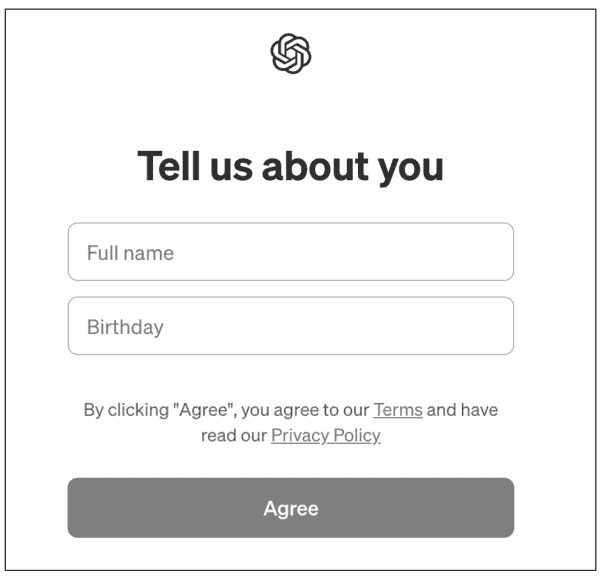 Tell us about you
Full name
Birthday
By clicking "Agree", you agree to our Terms and have
read our Privacy Policy
Agree